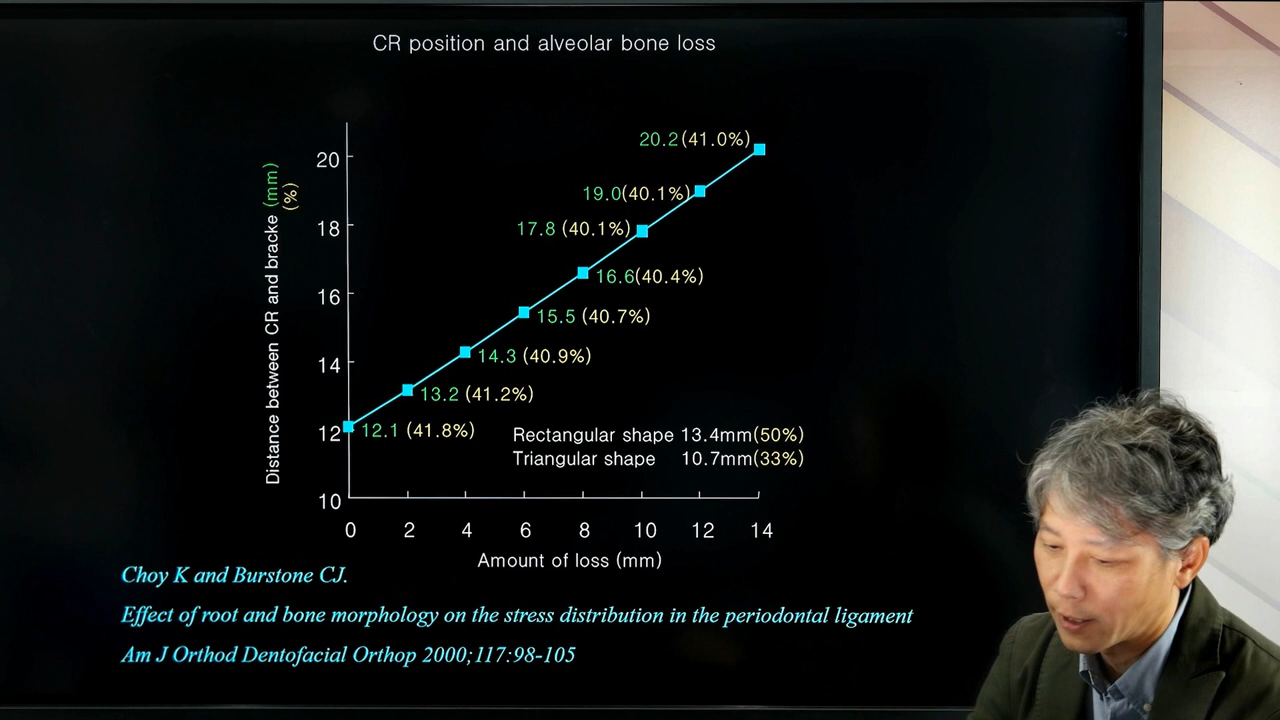 CR position and alveolar bone loss
Distance between CR and bracke (mm)
(%)
20
18
16
14
12
10
20.2 (41.0%)
19.0(40.1%)
17.8 (40.1%)
16.6(40.4%)
15.5 (40.7%)
14.3 (40.9%)
13.2 (41.2%)
12.1 (41.8%)
Rectangular shape 13.4mm(50%)
Triangular shape 10.7mm(33%)
0 2 4 6 8 10 12 14
Amount of loss (mm)
Choy K and Burstone CJ.
Effect of root and bone morphology on the stress distribution in the periodontal ligament
Am J Orthod Dentofacial Orthop 2000;117:98-105